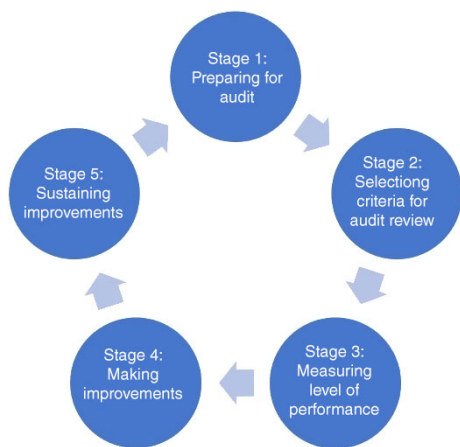 Stage 1:
Preparing for
audit
Stage 2:
Selectiong
criteria for
audit review
Stage 3:
Measuring
level of
performance
Stage 4:
Making
improvements
Stage 5:
Sustaining
improvements